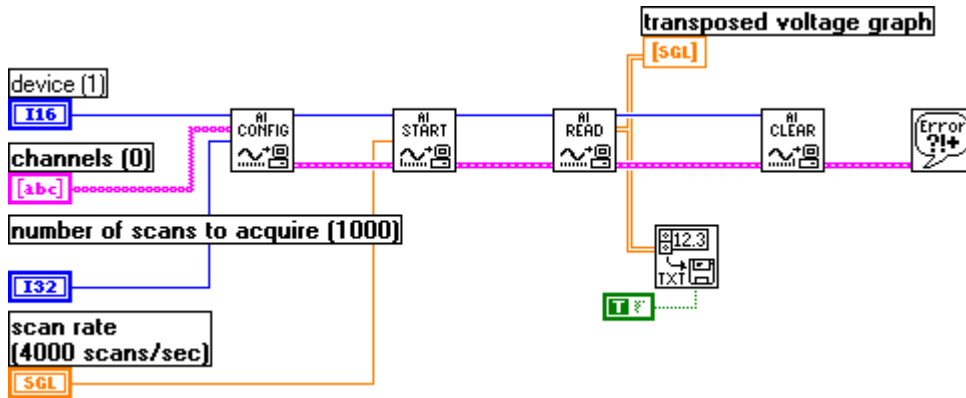 transposed voltage graph
[SGL]
device (1)
I16
AI
CONFIG
AI
START
AI
READ
AI
CLEAR
Error
?!+
channels (0)
[abc]
number of scans to acquire (1000)
12.3
TXT
I32
T F
scan rate
(4000 scans/sec)
SGL